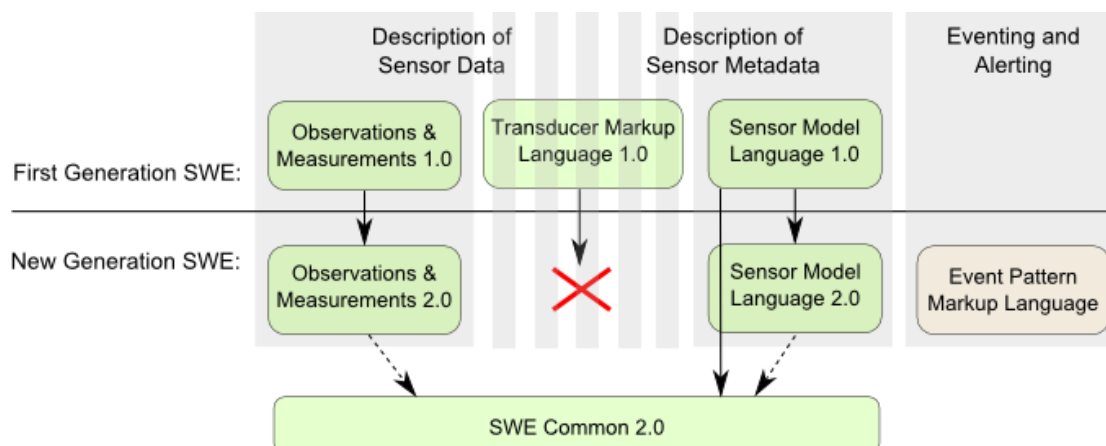 Description of
Sensor Data
Description of
Sensor Metadata
Eventing and
Alerting
First Generation SWE:
Observations &
Measurements 1.0
Transducer Markup
Language 1.0
Sensor Model
Language 1.0
New Generation SWE:
Observations &
Measurements 2.0
Sensor Model
Language 2.0
Event Pattern
Markup Language
SWE Common 2.0